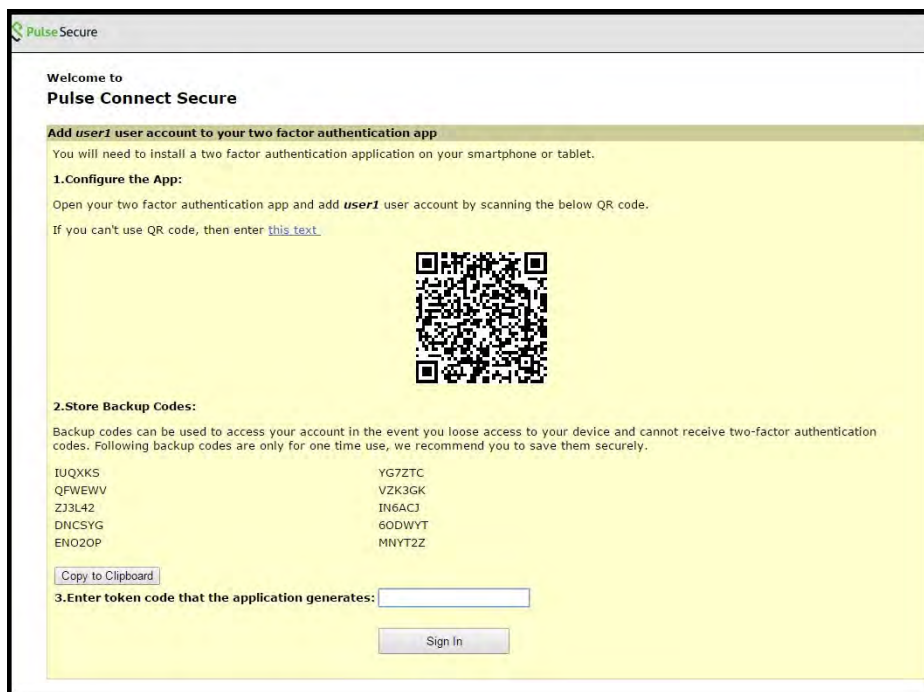 Pulse Secure
Welcome to
Pulse Connect Secure
Add user1 user account to your two factor authentication app
You will need to install a two factor authentication application on your smartphone or tablet.
1.Configure the App:
Open your two factor authentication app and add user1 user account by scanning the below QR code.
If you can't use QR code, then enter this text
2.Store Backup Codes:
Backup codes can be used to access your account in the event you loose access to your device and cannot receive two-factor authentication
codes. Following backup codes are only for one time use, we recommend you to save them securely.
IUQXKS YG7ZTC
QFWEWV VZK3GK
ZJ3L42 IN6ACJ
DNCSYG 6ODWYT
ENO2OP MNYT2Z
Copy to Clipboard
3.Enter token code that the application generates:
Sign In